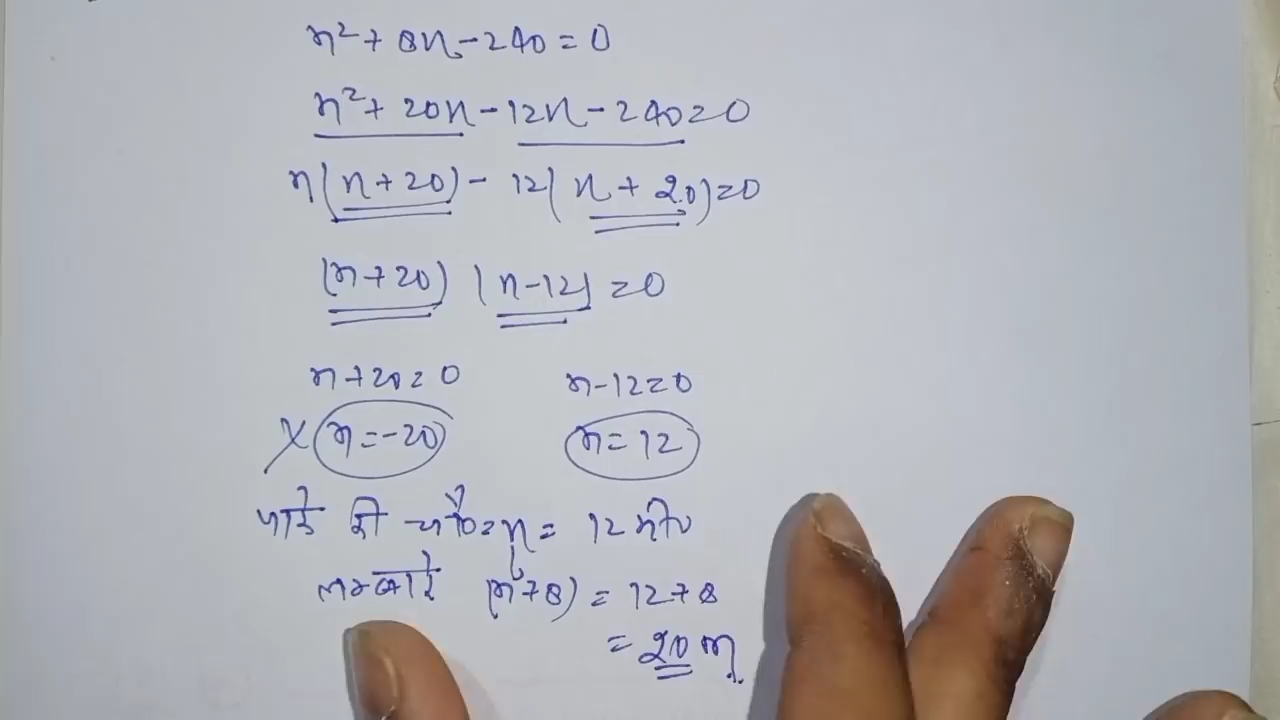 x² + 8x - 240 = 0
x² + 20x - 12x - 240 = 0
x(x + 20) - 12(x + 20) = 0
(x + 20) (x - 12) = 0
x + 20 = 0 x - 12 = 0
x = -20 x = 12
की = x = 12 मी०
लम्बाई (x + 8) = 12 + 8
= 20 m